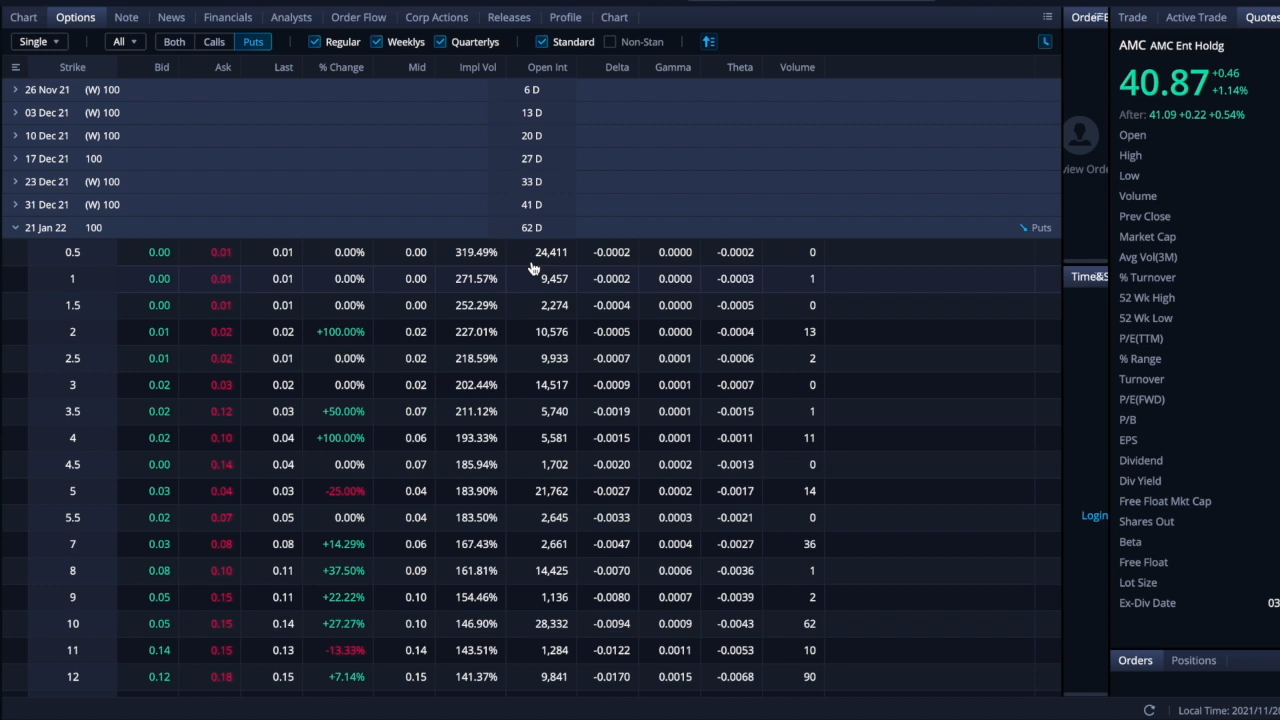 Chart Options Note News Financials Analysts Order Flow Corp Actions Releases Profile Chart
Single All Both Calls Puts Regular Weeklys Quarterlys Standard Non-Stan
Strike Bid Ask Last % Change Mid Impl Vol Open Int Delta Gamma Theta Volume
26 Nov 21 (W) 100 6 D
03 Dec 21 (W) 100 13 D
10 Dec 21 (W) 100 20 D
17 Dec 21 100 27 D
23 Dec 21 (W) 100 33 D
31 Dec 21 (W) 100 41 D
21 Jan 22 100 62 D Puts
0.5 0.00 0.01 0.01 0.00% 0.00 319.49% 24,411 -0.0002 0.0000 -0.0002 0
1 0.00 0.01 0.01 0.00% 0.00 271.57% 9,457 -0.0002 0.0000 -0.0003 1
1.5 0.00 0.01 0.01 0.00% 0.00 252.29% 2,274 -0.0004 0.0000 -0.0005 0
2 0.01 0.02 0.02 +100.00% 0.02 227.01% 10,576 -0.0005 0.0000 -0.0004 13
2.5 0.01 0.02 0.01 0.00% 0.02 218.59% 9,933 -0.0007 0.0001 -0.0006 2
3 0.02 0.03 0.02 0.00% 0.02 202.44% 14,517 -0.0009 0.0001 -0.0007 0
3.5 0.02 0.12 0.03 +50.00% 0.07 211.12% 5,740 -0.0019 0.0001 -0.0015 1
4 0.02 0.10 0.04 +100.00% 0.06 193.33% 5,581 -0.0015 0.0001 -0.0011 11
4.5 0.00 0.14 0.04 0.00% 0.07 185.94% 1,702 -0.0020 0.0002 -0.0013 0
5 0.03 0.04 0.03 -25.00% 0.04 183.90% 21,762 -0.0027 0.0002 -0.0017 14
5.5 0.02 0.07 0.05 0.00% 0.04 183.50% 2,645 -0.0033 0.0003 -0.0021 0
7 0.03 0.08 0.08 +14.29% 0.06 167.43% 2,661 -0.0047 0.0004 -0.0027 36
8 0.08 0.10 0.11 +37.50% 0.09 161.81% 14,425 -0.0070 0.0006 -0.0036 1
9 0.05 0.15 0.11 +22.22% 0.10 154.46% 1,136 -0.0080 0.0007 -0.0039 2
10 0.05 0.15 0.14 +27.27% 0.10 146.90% 28,332 -0.0094 0.0009 -0.0043 62
11 0.14 0.15 0.13 -13.33% 0.14 143.51% 1,284 -0.0122 0.0011 -0.0053 10
12 0.12 0.18 0.15 +7.14% 0.15 141.37% 9,841 -0.0170 0.0015 -0.0068 90
Time&S
Login
Trade Active Trade Quotes
AMC AMC Ent Holdg
40.87 +0.46
+1.14%
After: 41.09 +0.22 +0.54%
Open
High
Low
Volume
Prev Close
Market Cap
Avg Vol(3M)
% Turnover
52 Wk High
52 Wk Low
P/E(TTM)
% Range
Turnover
P/E(FWD)
P/B
EPS
Dividend
Div Yield
Free Float Mkt Cap
Shares Out
Beta
Free Float
Lot Size
Ex-Div Date 03
Orders Positions
Local Time: 2021/11/20